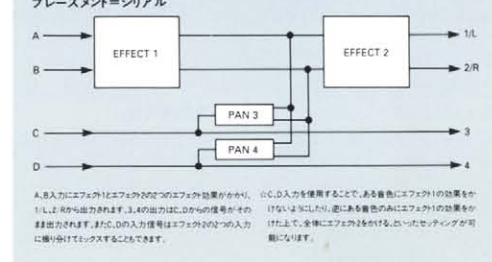 プレースメント=シリアル
A
EFFECT 1
EFFECT 2
1/L
B
2/R
PAN 3
C
3
PAN 4
D
4
A、B入力にエフェクト1とエフェクト2の2つのエフェクト効果がかかり、
1/L、2/Rから出力されます。3、4の出力はC、Dからの信号がその
まま出力されます。またC、Dの入力信号はエフェクト2の2つの入力
に振り分けてミックスすることもできます。
☆C、D入力を使用することで、ある音色にエフェクト1の効果をか
けないようにしたり、逆にある音色のみにエフェクト1の効果をか
けた上で、全体にエフェクト2をかける、といったセッティングが可
能になります。